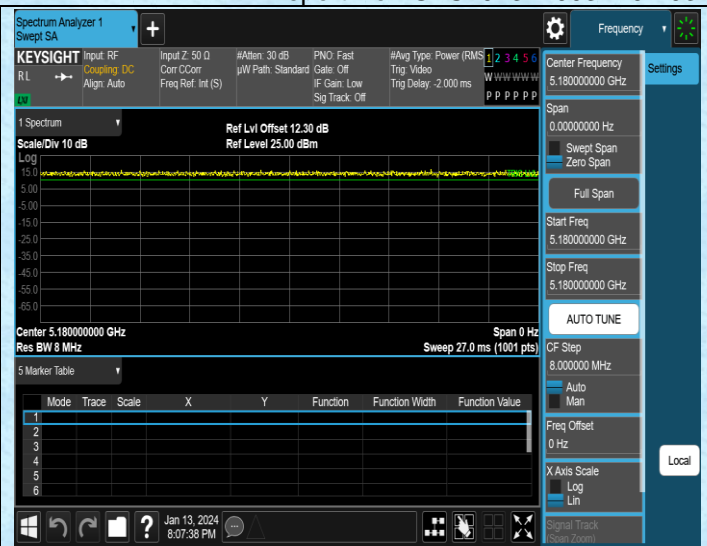 Spectrum Analyzer 1
Swept SA
+
Frequency
KEYSIGHT
RL
LXI
Input: RF
Coupling: DC
Align: Auto
Input Z: 50 Ω
Corr CCorr
Freq Ref: Int (S)
#Atten: 30 dB
µW Path: Standard
PNO: Fast
Gate: Off
IF Gain: Low
Sig Track: Off
#Avg Type: Power (RMS
Trig: Video
Trig Delay: -2.000 ms
1 2 3 4 5 6
W W W W W W
P P P P P P
1 Spectrum
Scale/Div 10 dB
Ref Lvl Offset 12.30 dB
Ref Level 25.00 dBm
Log
15.0
5.00
-5.00
-15.0
-25.0
-35.0
-45.0
-55.0
-65.0
Center 5.180000000 GHz
Span 0 Hz
Res BW 8 MHz
Sweep 27.0 ms (1001 pts)
5 Marker Table
Mode Trace Scale X Y Function Function Width Function Value
1
2
3
4
5
6
?
Jan 13, 2024
8:07:38 PM
Center Frequency
5.180000000 GHz
Settings
Span
0.00000000 Hz
Swept Span
Zero Span
Full Span
Start Freq
5.180000000 GHz
Stop Freq
5.180000000 GHz
AUTO TUNE
CF Step
8.000000 MHz
Auto
Man
Freq Offset
0 Hz
X Axis Scale
Log
Lin
Local
Signal Track
(Span Zoom)